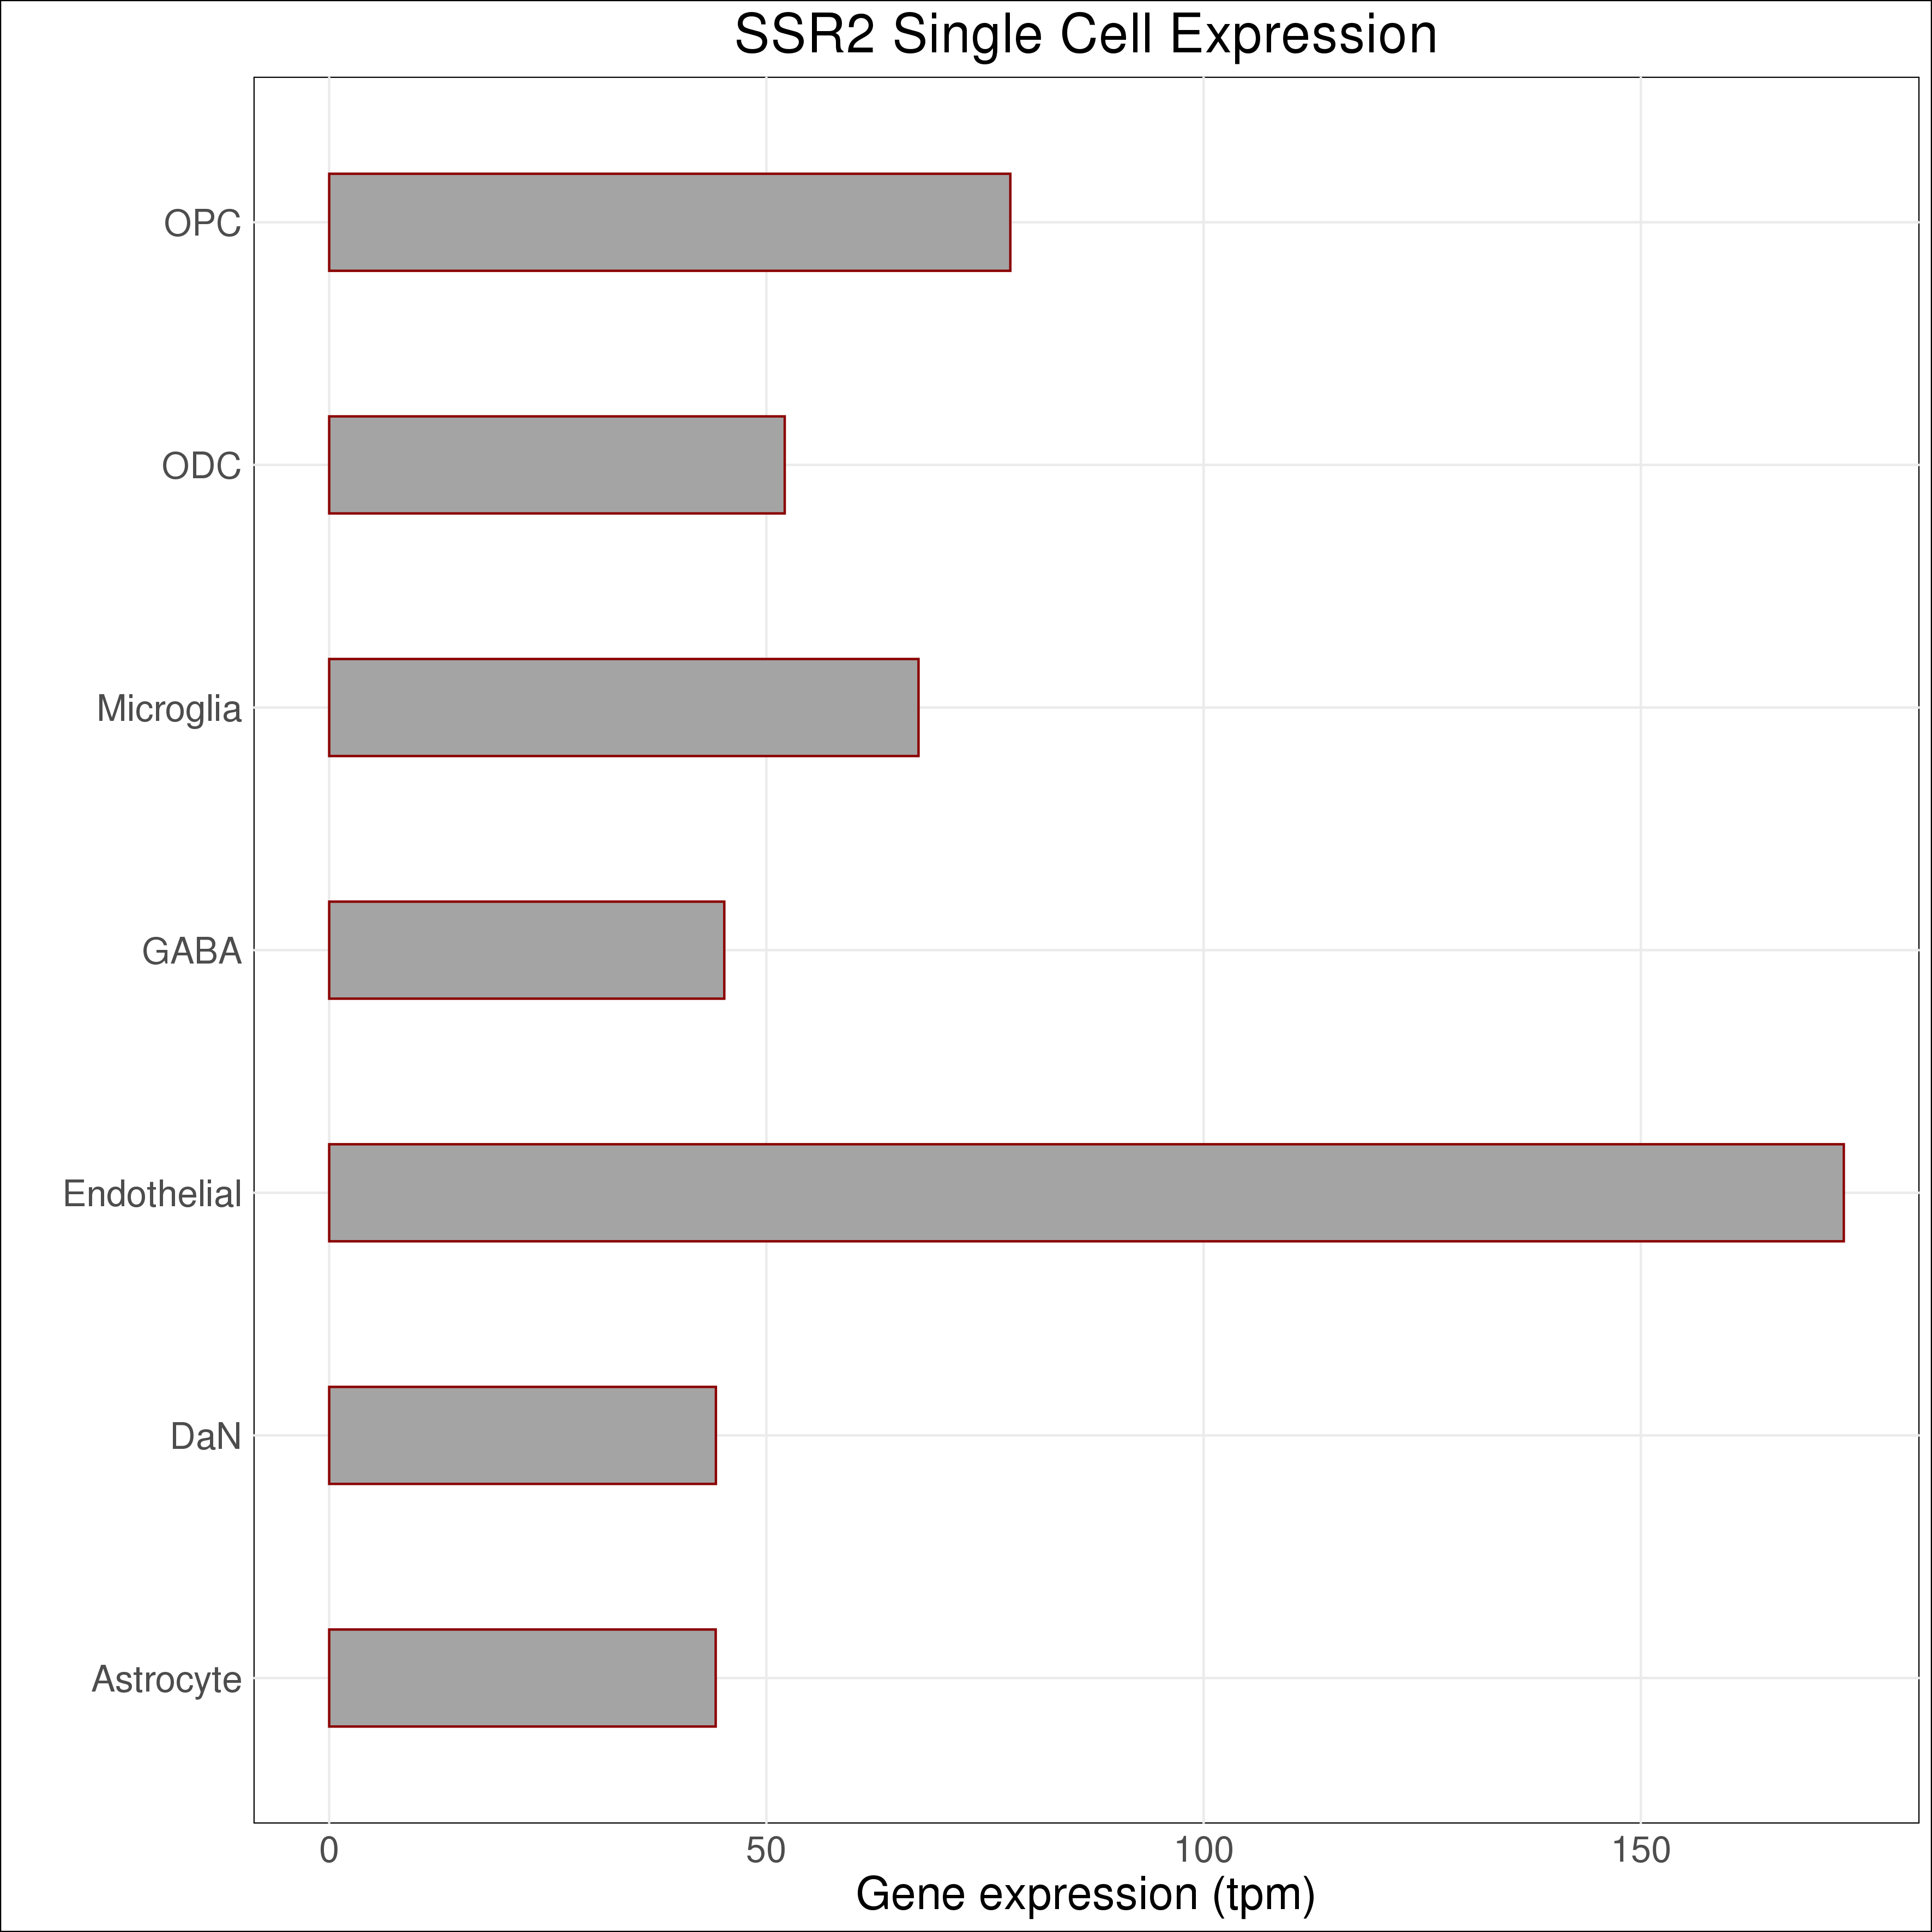 SSR2 Single Cell Expression
OPC
ODC
Microglia
GABA
Endothelial
DaN
Astrocyte
0 50 100 150
Gene expression (tpm)